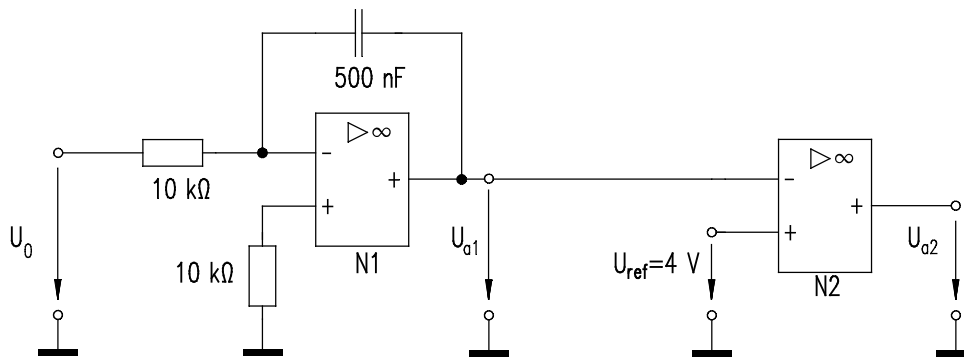 500 nF
▷∞
-
+
+
N1
10 kΩ
10 kΩ
U0
Ua1
▷∞
-
+
+
N2
Uref=4 V
Ua2